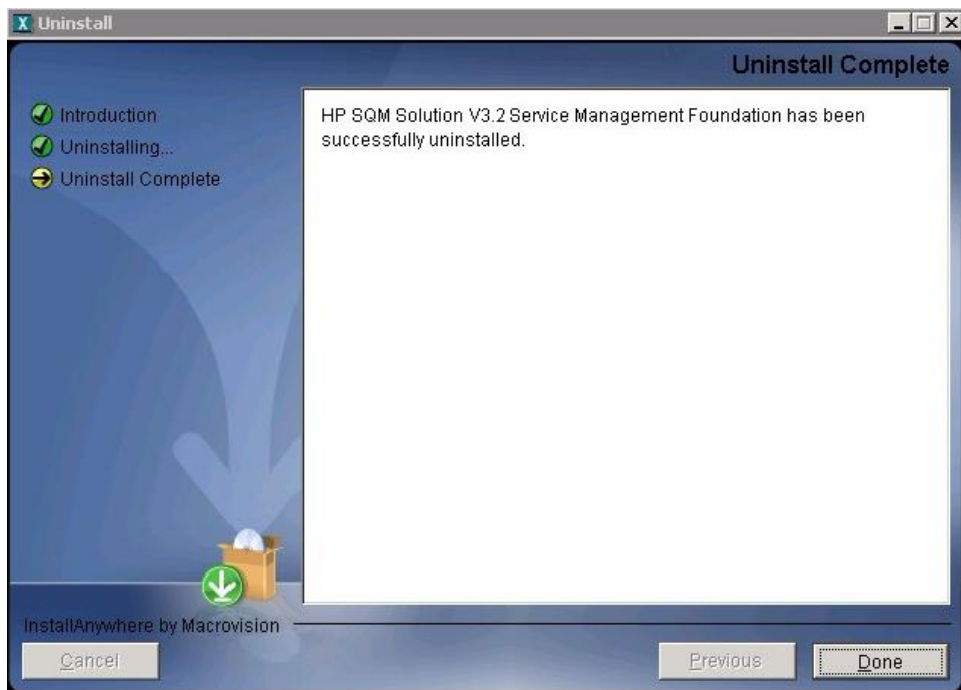 Uninstall
Uninstall Complete
Introduction
Uninstalling...
Uninstall Complete
HP SQM Solution V3.2 Service Management Foundation has been
successfully uninstalled.
InstallAnywhere by Macrovision
Cancel
Previous
Done